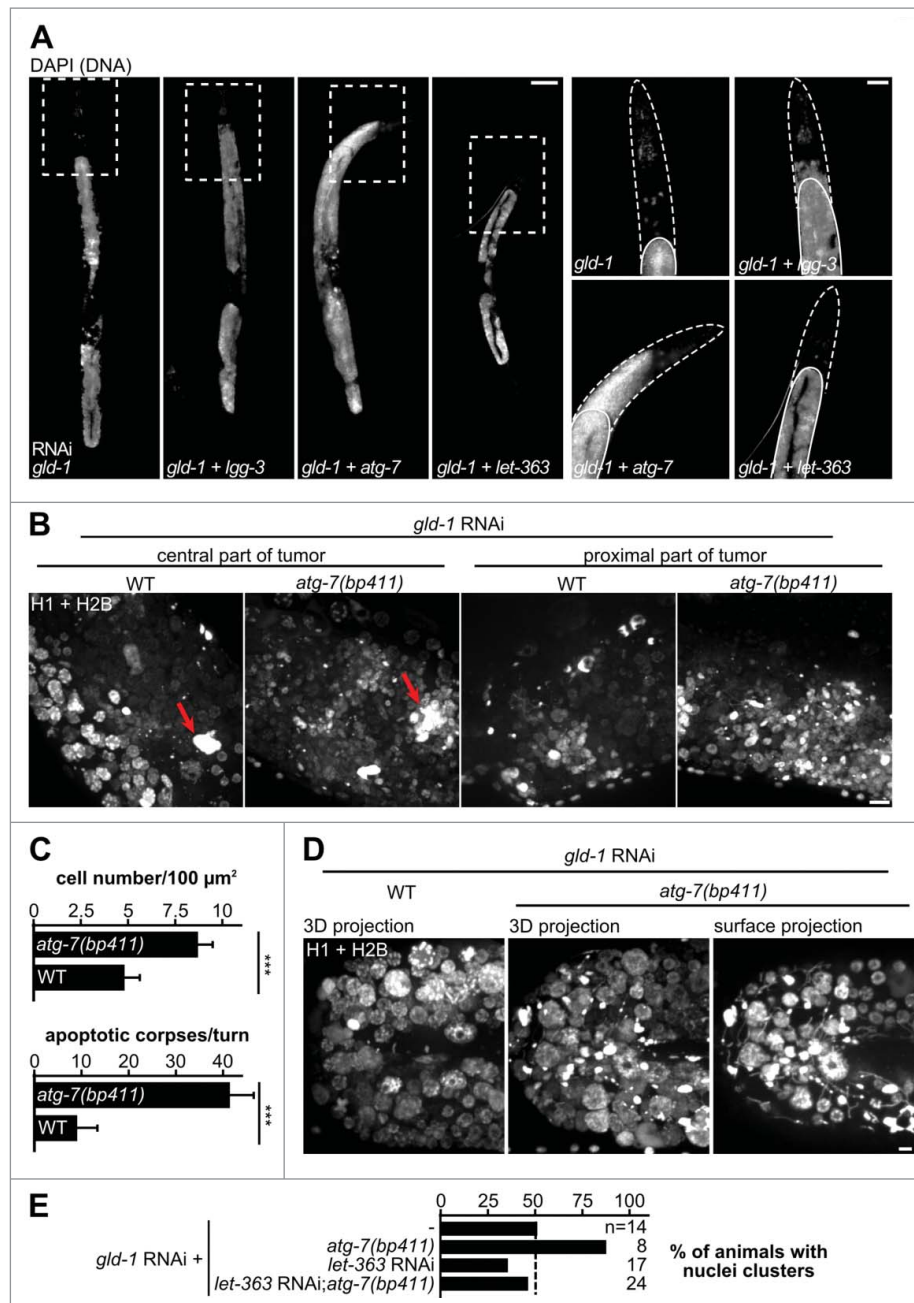 A
DAPI (DNA)
RNAi
gld-1
gld-1 + lgg-3
gld-1 + atg-7
gld-1 + let-363
gld-1
gld-1 + lgg-3
gld-1 + atg-7
gld-1 + let-363
B
gld-1 RNAi
central part of tumor
proximal part of tumor
WT
atg-7(bp411)
WT
atg-7(bp411)
H1 + H2B
C
cell number/100 µm²
0 2.5 5 7.5 10
atg-7(bp411)
WT
***
apoptotic corpses/turn
0 10 20 30 40
atg-7(bp411)
WT
***
D
gld-1 RNAi
WT
atg-7(bp411)
3D projection
3D projection
surface projection
H1 + H2B
E
0 25 50 75 100
gld-1 RNAi +
- n=14
atg-7(bp411) 8
let-363 RNAi 17
let-363 RNAi;atg-7(bp411) 24
% of animals with
nuclei clusters